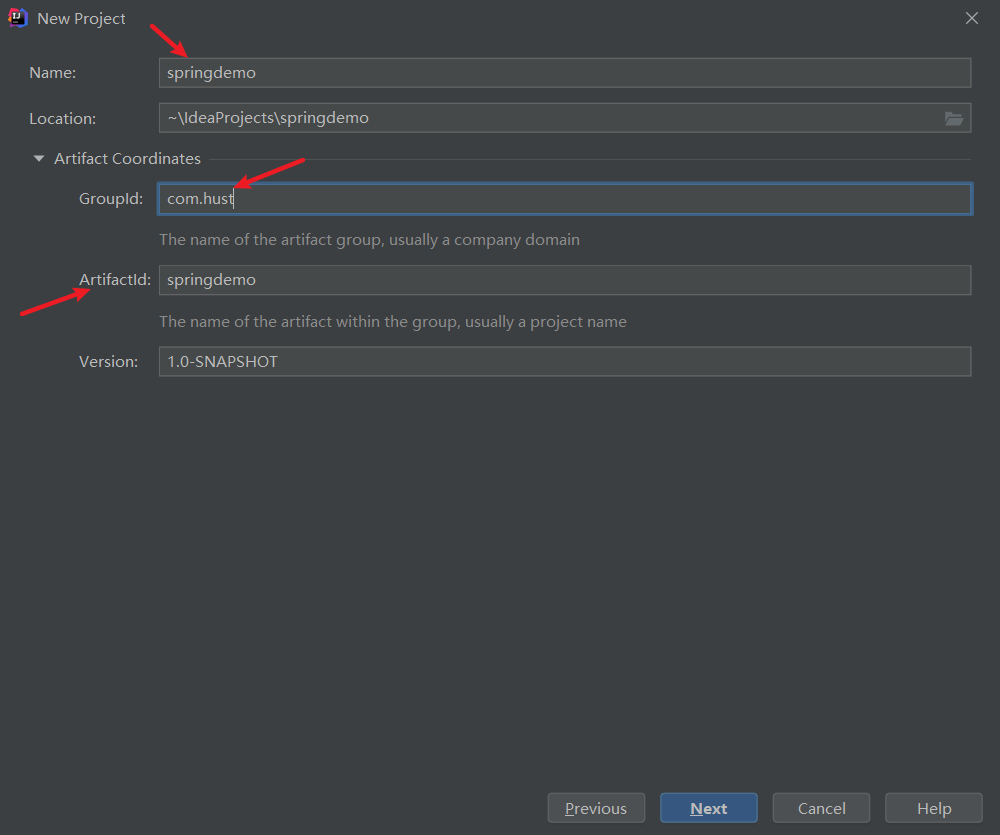 New Project
Name: springdemo
Location: ~\IdeaProjects\springdemo
Artifact Coordinates
GroupId: com.hust
The name of the artifact group, usually a company domain
ArtifactId: springdemo
The name of the artifact within the group, usually a project name
Version: 1.0-SNAPSHOT
Previous Next Cancel Help